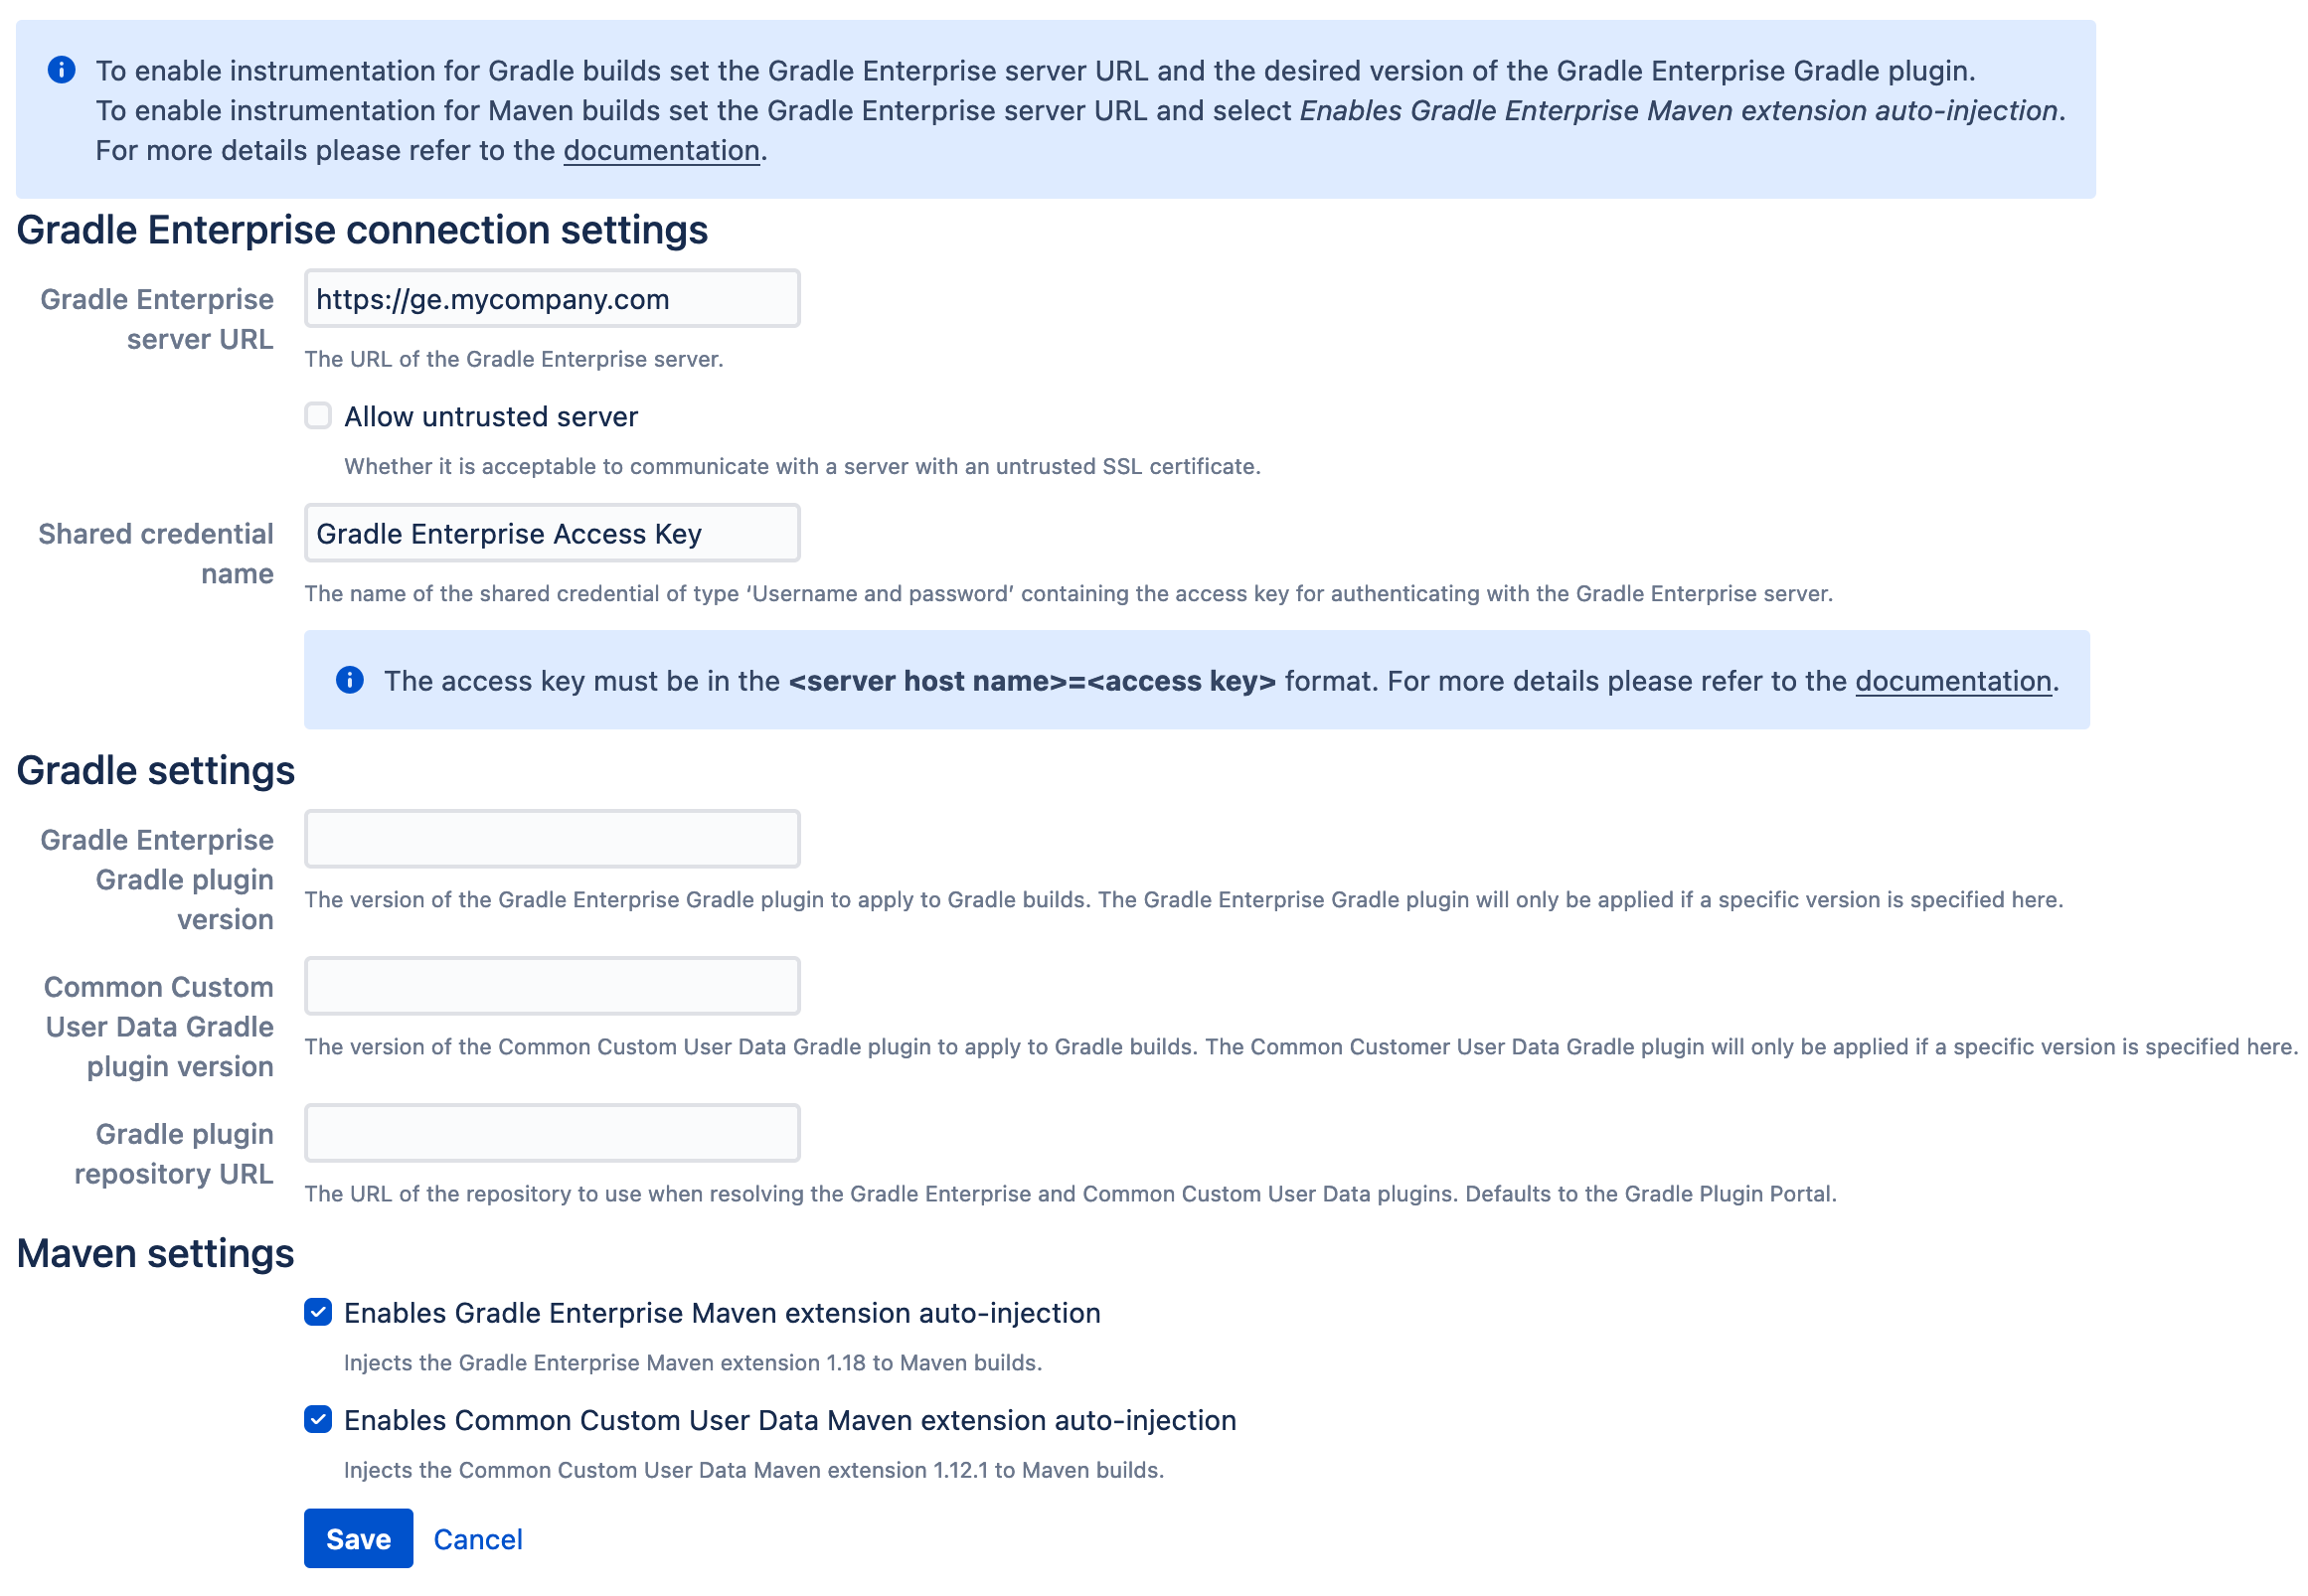 To enable instrumentation for Gradle builds set the Gradle Enterprise server URL and the desired version of the Gradle Enterprise Gradle plugin.
To enable instrumentation for Maven builds set the Gradle Enterprise server URL and select Enables Gradle Enterprise Maven extension auto-injection.
For more details please refer to the documentation.
Gradle Enterprise connection settings
Gradle Enterprise
server URL
https://ge.mycompany.com
The URL of the Gradle Enterprise server.
Allow untrusted server
Whether it is acceptable to communicate with a server with an untrusted SSL certificate.
Shared credential
name
Gradle Enterprise Access Key
The name of the shared credential of type ‘Username and password’ containing the access key for authenticating with the Gradle Enterprise server.
The access key must be in the <server host name>=<access key> format. For more details please refer to the documentation.
Gradle settings
Gradle Enterprise
Gradle plugin
version
The version of the Gradle Enterprise Gradle plugin to apply to Gradle builds. The Gradle Enterprise Gradle plugin will only be applied if a specific version is specified here.
Common Custom
User Data Gradle
plugin version
The version of the Common Custom User Data Gradle plugin to apply to Gradle builds. The Common Customer User Data Gradle plugin will only be applied if a specific version is specified here.
Gradle plugin
repository URL
The URL of the repository to use when resolving the Gradle Enterprise and Common Custom User Data plugins. Defaults to the Gradle Plugin Portal.
Maven settings
Enables Gradle Enterprise Maven extension auto-injection
Injects the Gradle Enterprise Maven extension 1.18 to Maven builds.
Enables Common Custom User Data Maven extension auto-injection
Injects the Common Custom User Data Maven extension 1.12.1 to Maven builds.
Save Cancel